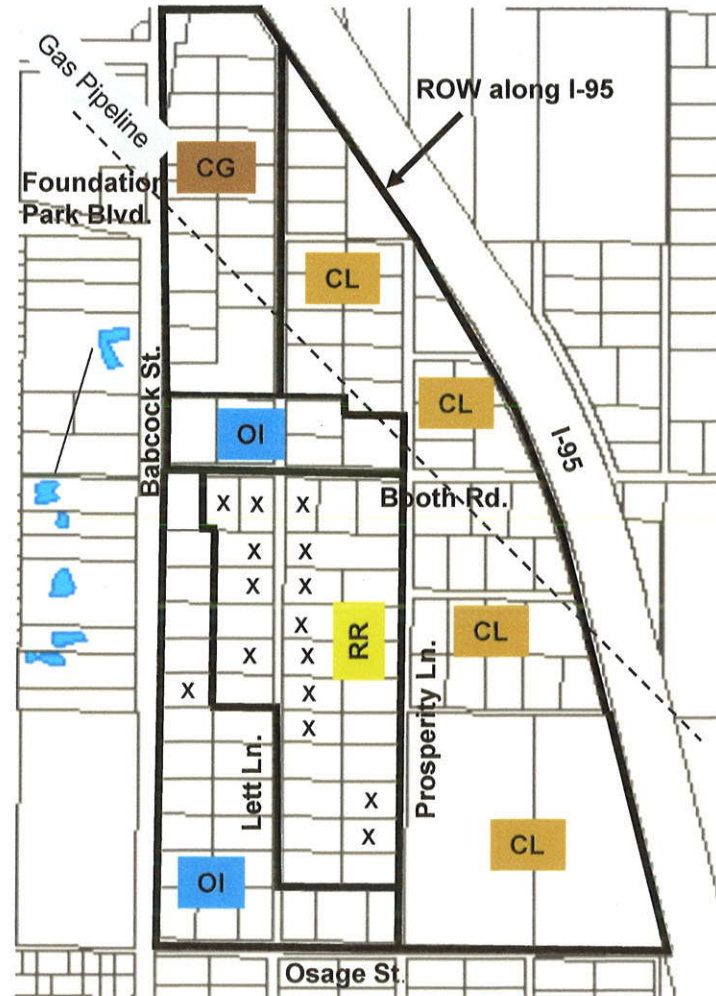 Gas Pipeline
ROW along I-95
CG
Foundation
Park Blvd.
CL
Babcock St.
CL
OI
I-95
Booth Rd.
X X X
X X
X X
X
RR
CL
X X
X
X
X
Lett Ln.
Prosperity Ln.
X
X
CL
OI
Osage St.